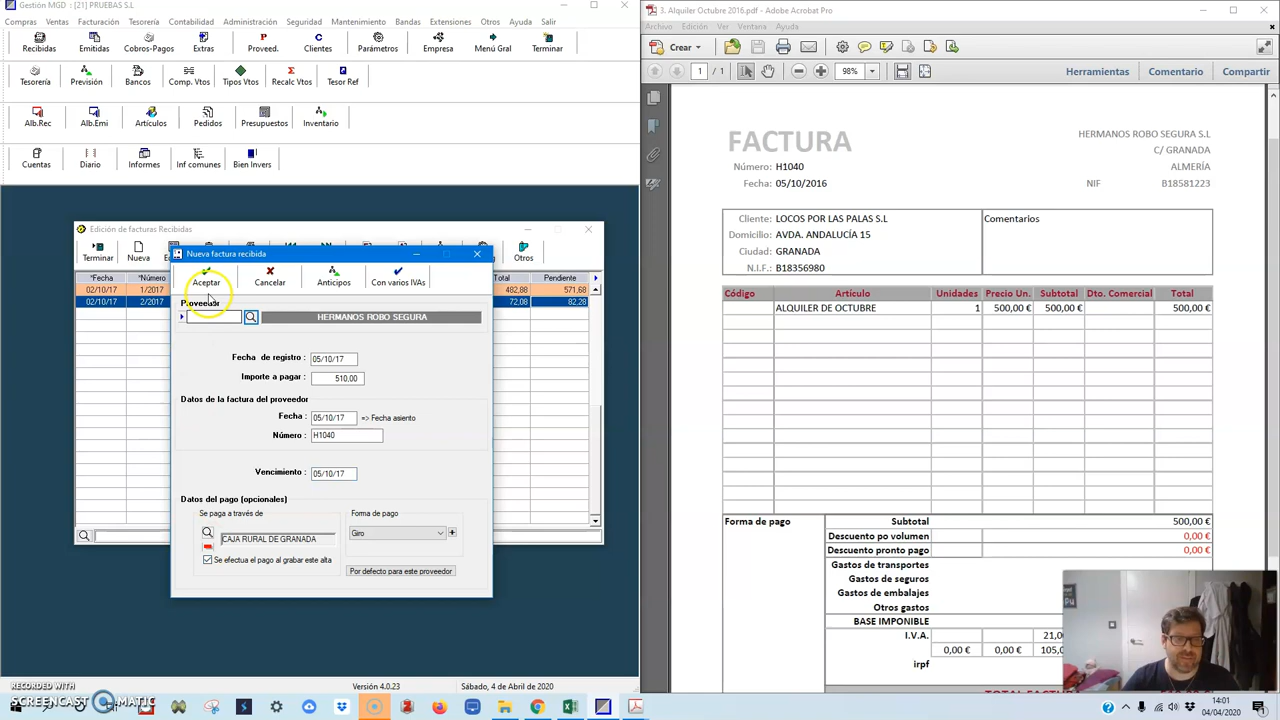 Gestión MGD : [21] PRUEBAS S.L
Compras Ventas Facturación Tesorería Contabilidad Administración Seguridad Mantenimiento Bandas Extensiones Otros Ayuda Salir
Recibidas Emitidas Cobros-Pagos Extras Proveed. Clientes Parámetros Empresa Menú Gral Terminar
Tesorería Previsión Bancos Comp. Vtos Tipos Vtos Recalc Vtos Tesor Ref
Alb.Rec Alb.Emi Artículos Pedidos Presupuestos Inventario
Cuentas Diario Informes Inf comunes Bien Invers
Edición de facturas Recibidas
Terminar Nueva Otros
*Fecha *Número Total Pendiente
02/10/17 1/2017 482,88 571,68
02/10/17 2/2017 72,08 82,28
Nueva factura recibida
Aceptar Cancelar Anticipos Con varios IVAs
Proveedor
HERMANOS ROBO SEGURA
Fecha de registro : 05/10/17
Importe a pagar : 510,00
Datos de la factura del proveedor
Fecha : 05/10/17 => Fecha asiento
Número : H1040
Vencimiento : 05/10/17
Datos del pago (opcionales)
Se paga a través de Forma de pago
CAJA RURAL DE GRANADA Giro
Se efectua el pago al grabar este alta
Por defecto para este proveedor
Versión 4.0.23 Sábado, 4 de Abril de 2020
RECORDED WITH
SCREENCAST MATIC
3. Alquiler Octubre 2016.pdf - Adobe Acrobat Pro
Archivo Edición Ver Ventana Ayuda
Crear
1 / 1 98% Herramientas Comentario Compartir
FACTURA
Número: H1040
Fecha: 05/10/2016
HERMANOS ROBO SEGURA S.L
C/ GRANADA
ALMERÍA
NIF B18581223
Cliente: LOCOS POR LAS PALAS S.L
Domicilio: AVDA. ANDALUCÍA 15
Ciudad: GRANADA
N.I.F.: B18356980
Comentarios
Código Artículo Unidades Precio Un. Subtotal Dto. Comercial Total
ALQUILER DE OCTUBRE 1 500,00 € 500,00 € 500,00 €
Forma de pago
Subtotal 500,00 €
Descuento po volumen 0,00 €
Descuento pronto pago 0,00 €
Gastos de transportes
Gastos de seguros
Gastos de embalajes
Otros gastos
BASE IMPONIBLE
I.V.A. 21,0
0,00 € 0,00 € 105,0
irpf
14:01
04/04/2020